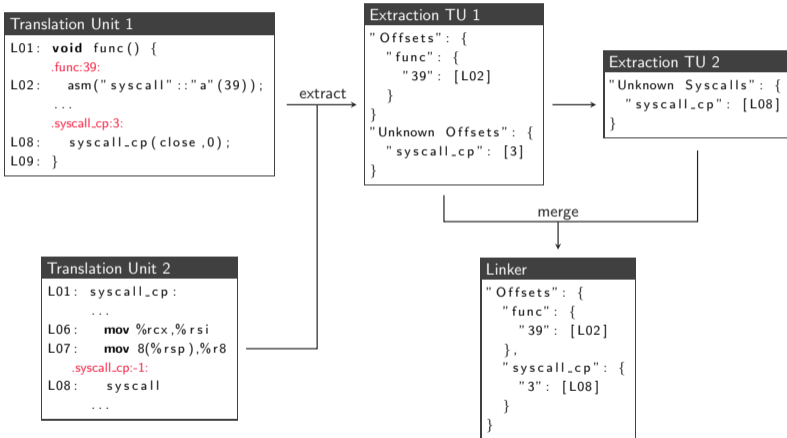 Translation Unit 1
L01: void func() {
.func:39:
L02: asm("syscall"::"a"(39));
...
.syscall_cp:3:
L08: syscall_cp(close,0);
L09: }
extract
Extraction TU 1
"Offsets": {
"func": {
"39": [L02]
}
}
"Unknown Offsets": {
"syscall_cp": [3]
}
Extraction TU 2
"Unknown Syscalls": {
"syscall_cp": [L08]
}
merge
Translation Unit 2
L01: syscall_cp:
...
L06: mov %rcx,%rsi
L07: mov 8(%rsp),%r8
.syscall_cp:-1:
L08: syscall
...
Linker
"Offsets": {
"func": {
"39": [L02]
},
"syscall_cp": {
"3": [L08]
}
}